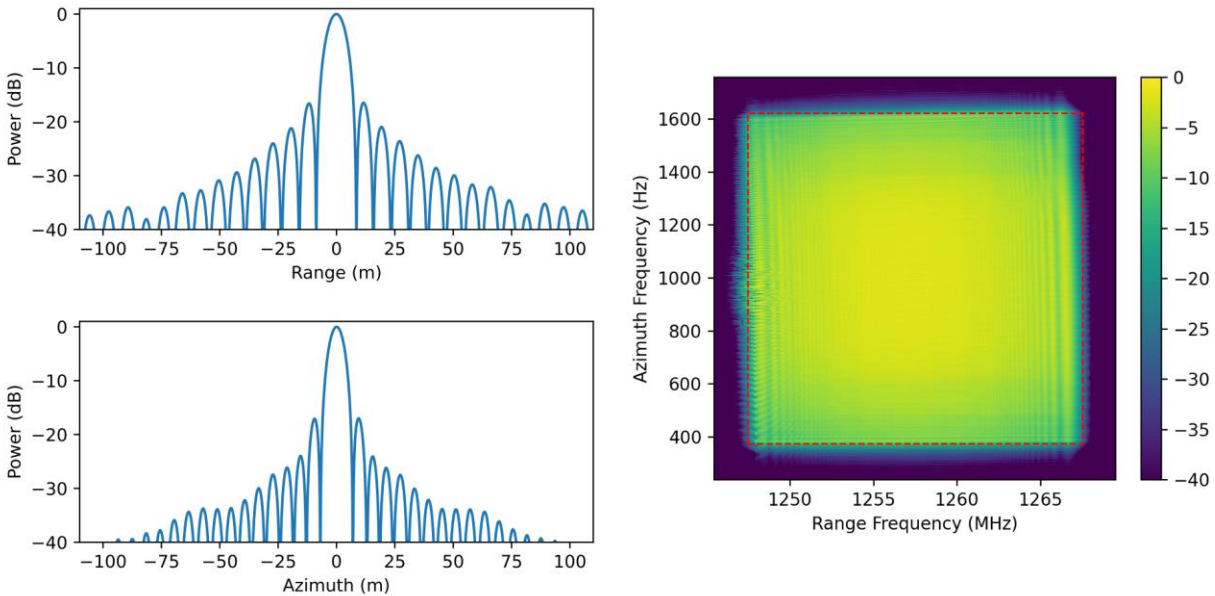 0
−10
−20
−30
−40
Power (dB)
−100 −75 −50 −25 0 25 50 75 100
Range (m)
0
−10
−20
−30
−40
Power (dB)
−100 −75 −50 −25 0 25 50 75 100
Azimuth (m)
1600
1400
1200
1000
800
600
400
Azimuth Frequency (Hz)
1250 1255 1260 1265
Range Frequency (MHz)
0
−5
−10
−15
−20
−25
−30
−35
−40